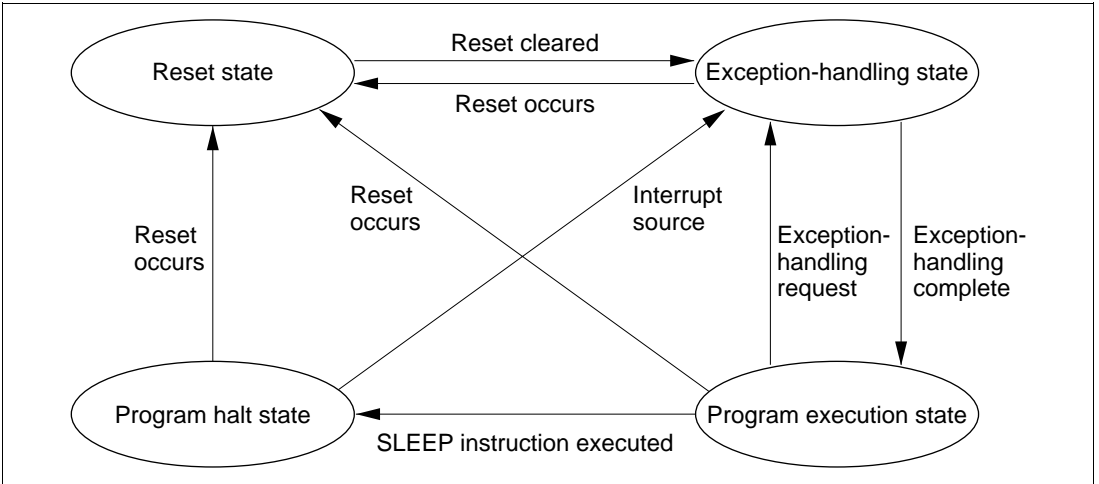 Reset cleared
Reset state
Exception-handling state
Reset occurs
Reset
occurs
Interrupt
source
Reset
occurs
Exception-
handling
request
Exception-
handling
complete
Program halt state
Program execution state
SLEEP instruction executed